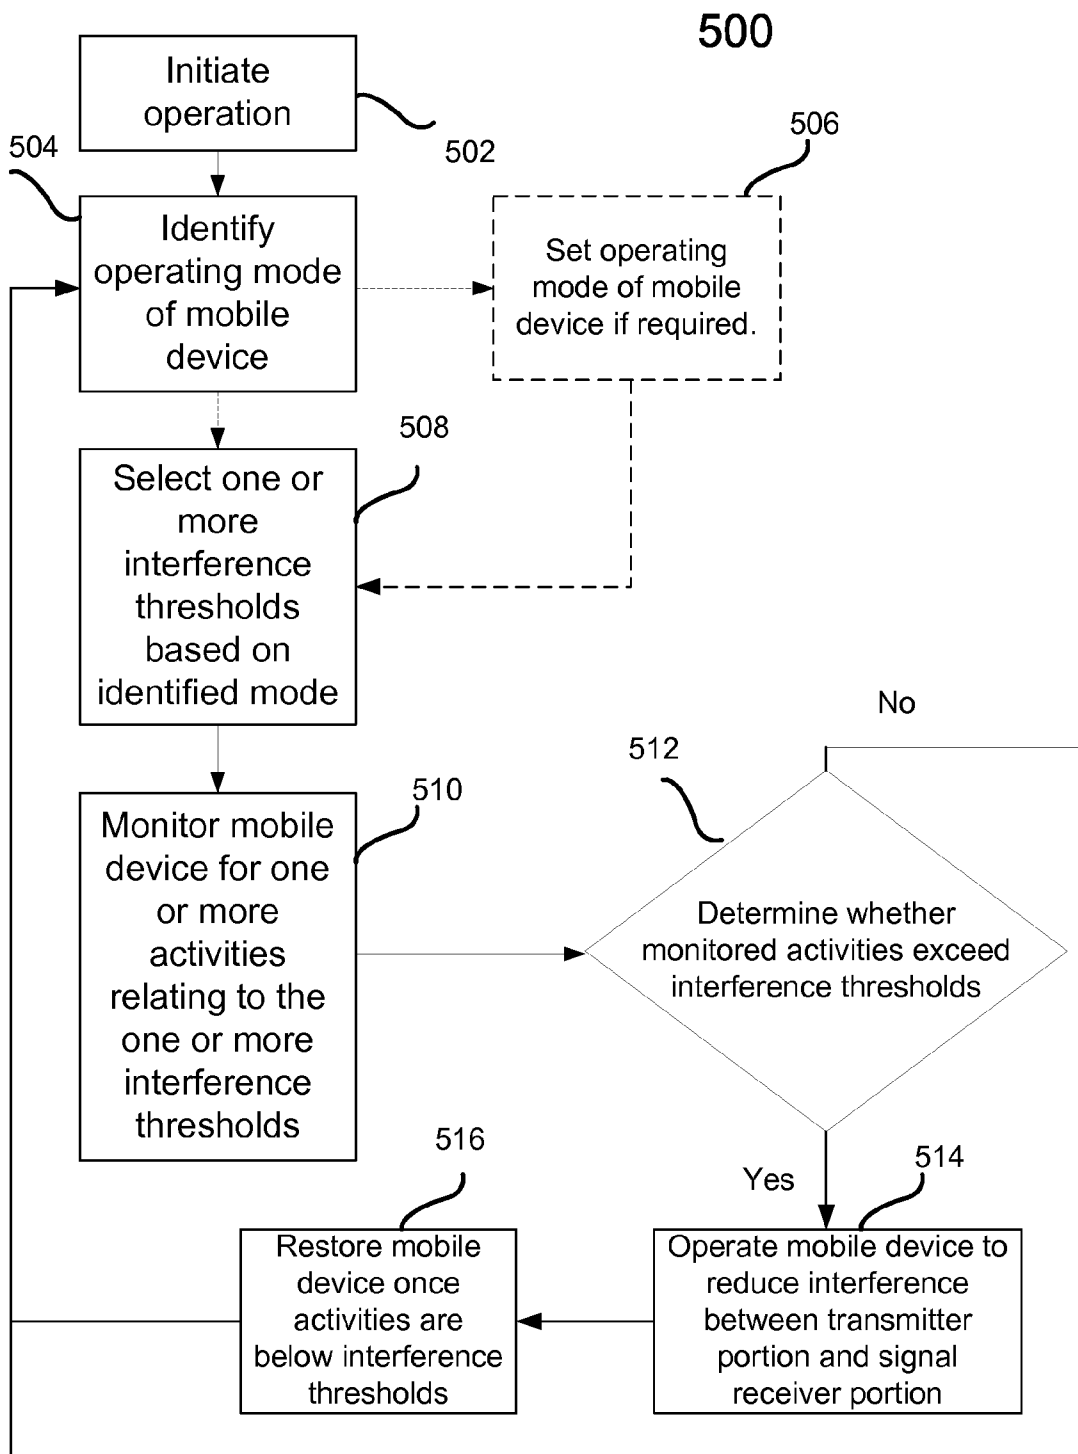 500
Initiate
operation
502
504
Identify
operating mode
of mobile
device
506
Set operating
mode of mobile
device if required.
508
Select one or
more
interference
thresholds
based on
identified mode
510
Monitor mobile
device for one
or more
activities
relating to the
one or more
interference
thresholds
No
512
Determine whether
monitored activities exceed
interference thresholds
Yes
514
Operate mobile device to
reduce interference
between transmitter
portion and signal
receiver portion
516
Restore mobile
device once
activities are
below interference
thresholds